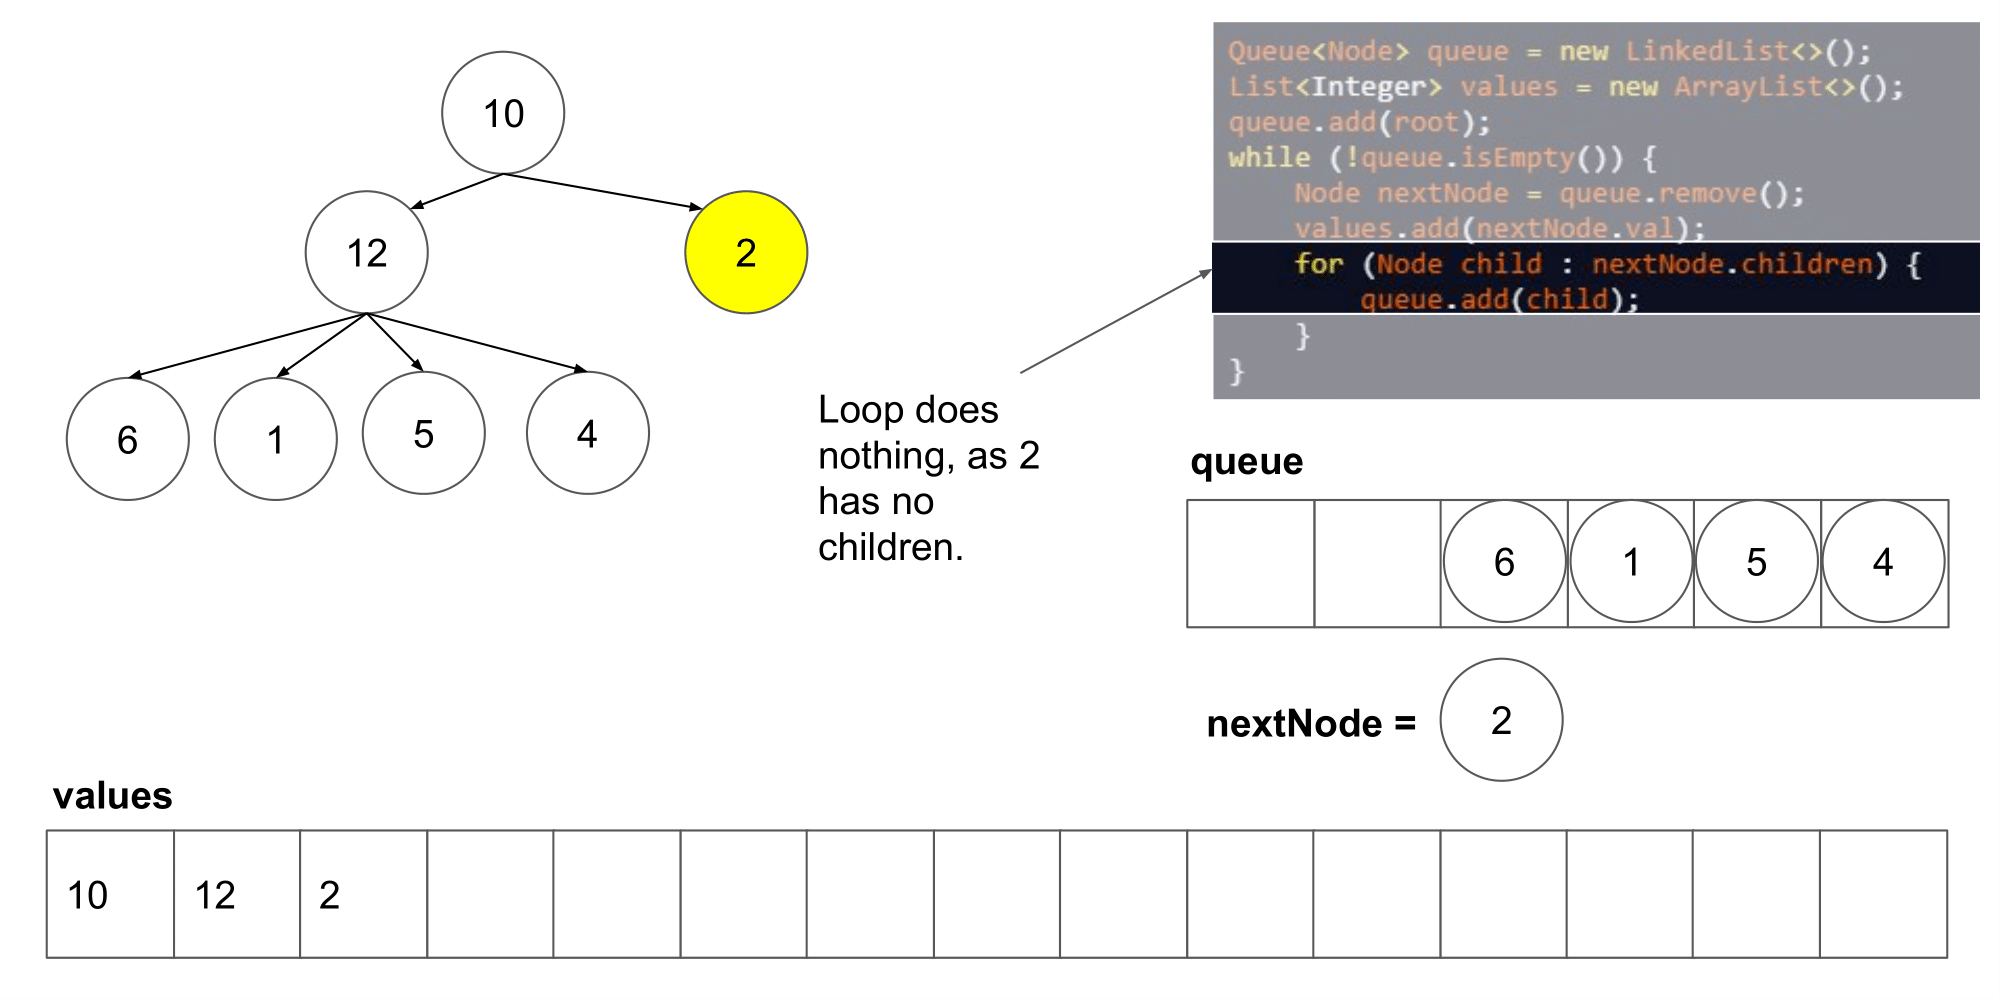 10
12
2
6
1
5
4
Queue<Node> queue = new LinkedList<>();
List<Integer> values = new ArrayList<>();
queue.add(root);
while (!queue.isEmpty()) {
    Node nextNode = queue.remove();
    values.add(nextNode.val);
    for (Node child : nextNode.children) {
        queue.add(child);
    }
}
Loop does
nothing, as 2
has no
children.
queue
6 1 5 4
nextNode = 2
values
10 12 2